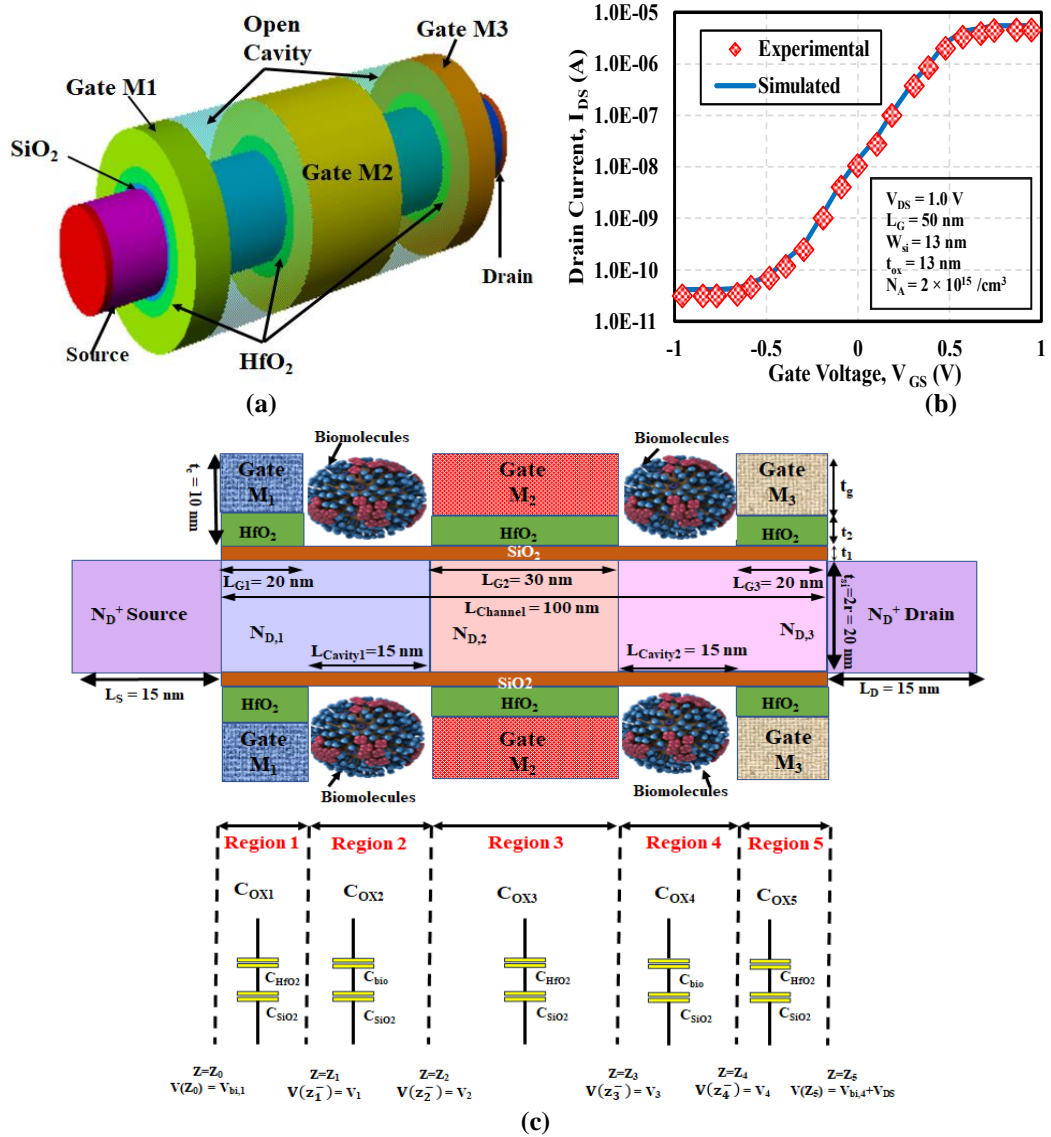 Open
Cavity
Gate M3
Gate M1
SiO2
Gate M2
Drain
Source
HfO2
(a)
Drain Current, IDS (A)
1.0E-05
1.0E-06
1.0E-07
1.0E-08
1.0E-09
1.0E-10
1.0E-11
Experimental
Simulated
VDS = 1.0 V
LG = 50 nm
Wsi = 13 nm
tox = 13 nm
NA = 2 × 10^15 /cm^3
-1 -0.5 0 0.5 1
Gate Voltage, VGS (V)
(b)
Biomolecules Biomolecules
tc = 10 nm
Gate M1
Gate M2
Gate M3
tg
HfO2 HfO2 HfO2
t2
SiO2
t1
LG1= 20 nm LG2= 30 nm LG3= 20 nm
LChannel = 100 nm
tsi=2r = 20 nm
ND+ Source
ND,1 ND,2 ND,3
ND+ Drain
LCavity1=15 nm LCavity2 = 15 nm
LS = 15 nm
SiO2
LD = 15 nm
HfO2 HfO2 HfO2
Gate M1
Gate M2
Gate M3
Biomolecules Biomolecules
Region 1 Region 2 Region 3 Region 4 Region 5
COX1 COX2 COX3 COX4 COX5
CHfO2 Cbio CHfO2 Cbio CHfO2
CSiO2 CSiO2 CSiO2 CSiO2 CSiO2
Z=Z0 Z=Z1 Z=Z2 Z=Z3 Z=Z4 Z=Z5
V(Z0) = Vbi,1 V(z1−) = V1 V(z2−) = V2 V(z3−) = V3 V(z4−) = V4 V(Z5) = Vbi,4+VDS
(c)